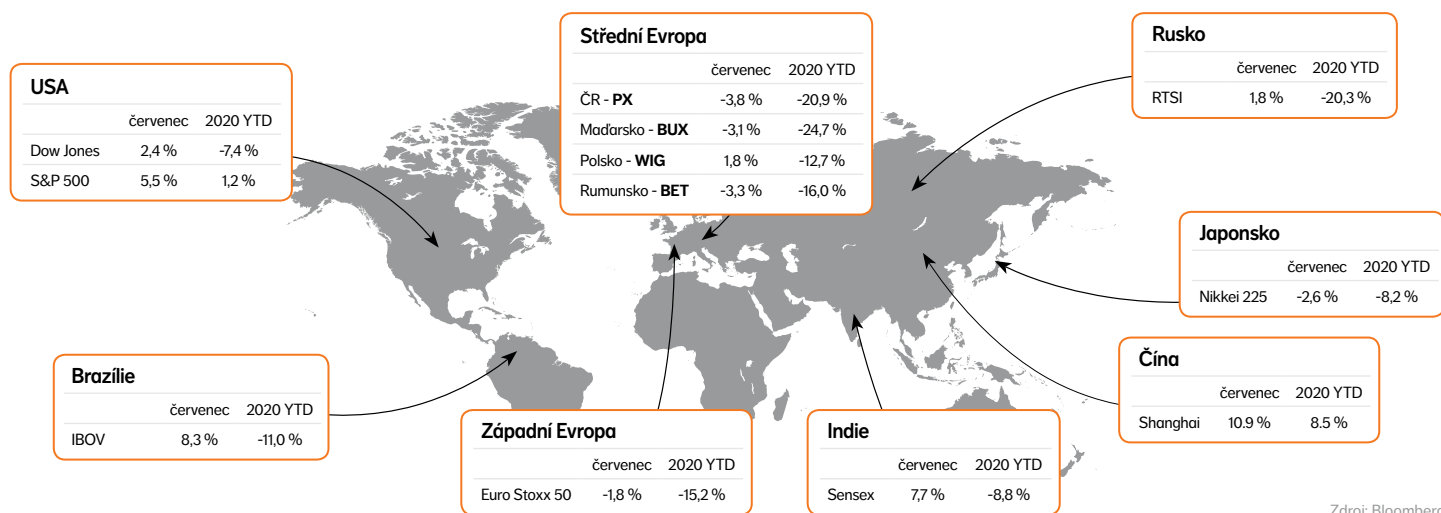 Střední Evropa
červenec 2020 YTD
ČR - PX -3,8 % -20,9 %
Maďarsko - BUX -3,1 % -24,7 %
Polsko - WIG 1,8 % -12,7 %
Rumunsko - BET -3,3 % -16,0 %
Rusko
červenec 2020 YTD
RTSI 1,8 % -20,3 %
USA
červenec 2020 YTD
Dow Jones 2,4 % -7,4 %
S&P 500 5,5 % 1,2 %
Japonsko
červenec 2020 YTD
Nikkei 225 -2,6 % -8,2 %
Čína
červenec 2020 YTD
Shanghai 10.9 % 8.5 %
Brazílie
červenec 2020 YTD
IBOV 8,3 % -11,0 %
Západní Evropa
červenec 2020 YTD
Euro Stoxx 50 -1,8 % -15,2 %
Indie
červenec 2020 YTD
Sensex 7,7 % -8,8 %
Zdroj: Bloomberg